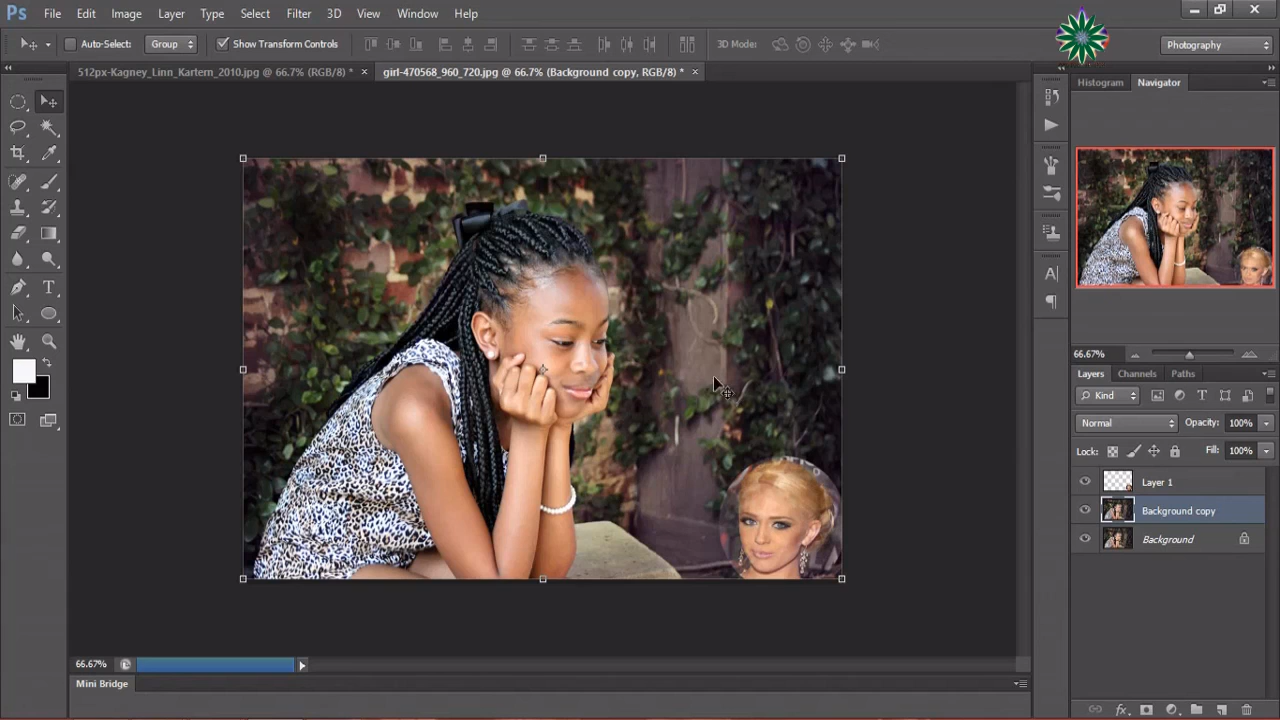 Ps File Edit Image Layer Type Select Filter 3D View Window Help
Auto-Select: Group Show Transform Controls 3D Mode: Photography
512px-Kagney_Linn_Kartern_2010.jpg @ 66.7% (RGB/8) * × girl-470568_960_720.jpg @ 66.7% (Background copy, RGB/8) * ×
Histogram Navigator
66.67%
Layers Channels Paths
Kind
Normal Opacity: 100%
Lock: Fill: 100%
Layer 1
Background copy
Background
66.67%
Mini Bridge